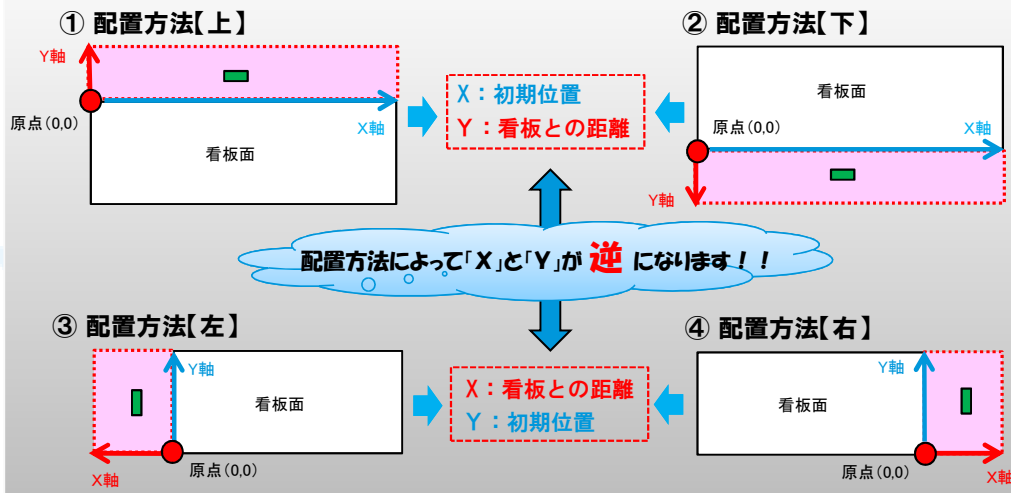 ① 配置方法【上】
Y軸
原点(0,0)
X軸
看板面
X：初期位置
Y：看板との距離
② 配置方法【下】
看板面
原点(0,0)
X軸
Y軸
配置方法によって「X」と「Y」が 逆 になります！！
③ 配置方法【左】
Y軸
看板面
原点(0,0)
X軸
X：看板との距離
Y：初期位置
④ 配置方法【右】
Y軸
看板面
原点(0,0)
X軸